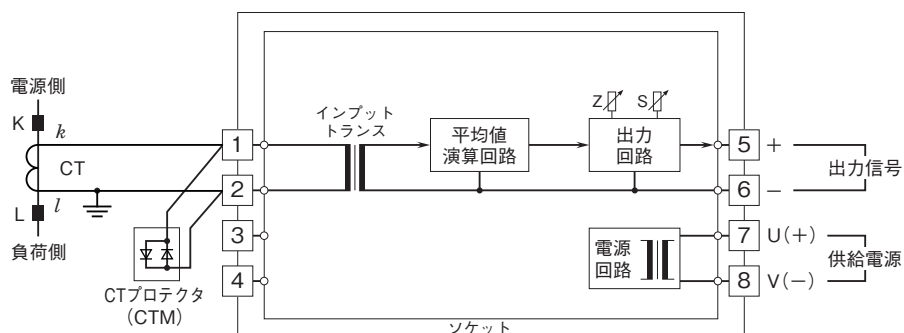 電源側
K
k
CT
L
l
負荷側
CTプロテクタ
（CTM）
1
2
3
4
インプット
トランス
平均値
演算回路
Z
S
出力
回路
電源
回路
ソケット
5
+
6
−
出力信号
7
U(+)
8
V(−)
供給電源